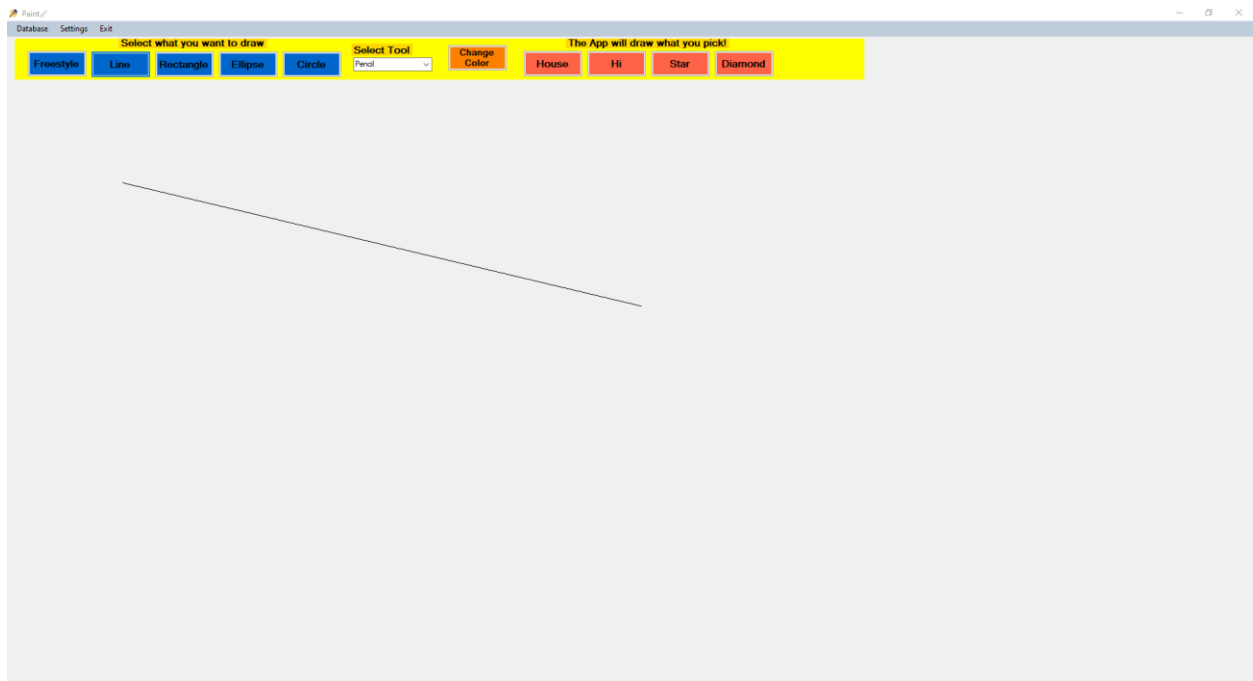 Paint
Database Settings Exit
Select what you want to draw
Freestyle Line Rectangle Ellipse Circle
Select Tool
Pencil
Change
Color
The App will draw what you pick!
House Hi Star Diamond